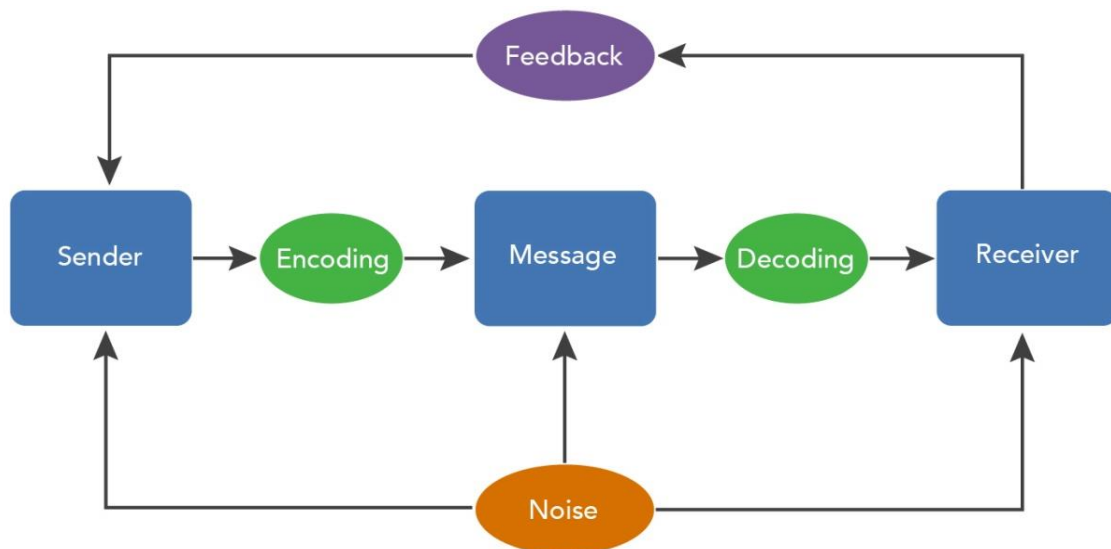 Feedback
Sender
Encoding
Message
Decoding
Receiver
Noise